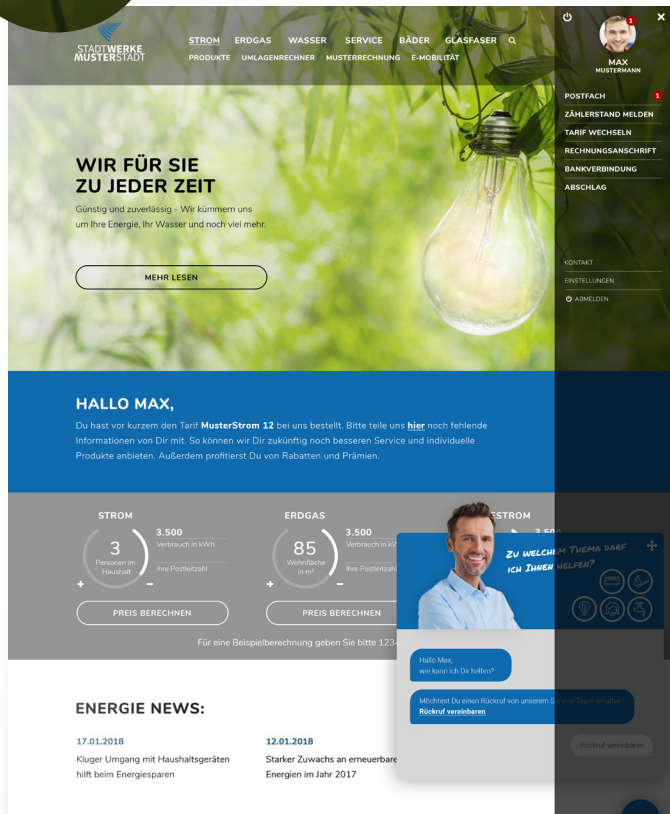 STADTWERKE
MUSTERSTADT
STROM ERDGAS WASSER SERVICE BÄDER GLASFASER
PRODUKTE UMLAGENRECHNER MUSTERRECHNUNG E-MOBILITÄT
1
MAX
MUSTERMANN
POSTFACH 1
ZÄHLERSTAND MELDEN
TARIF WECHSELN
RECHNUNGSANSCHRIFT
BANKVERBINDUNG
ABSCHLAG
KONTAKT
EINSTELLUNGEN
ABMELDEN
WIR FÜR SIE
ZU JEDER ZEIT
Günstig und zuverlässig - Wir kümmern uns
um Ihre Energie, Ihr Wasser und noch viel mehr.
MEHR LESEN
HALLO MAX,
Du hast vor kurzem den Tarif MusterStrom 12 bei uns bestellt. Bitte teile uns hier noch fehlende
Informationen von Dir mit. So können wir Dir zukünftig noch besseren Service und individuelle
Produkte anbieten. Außerdem profitierst Du von Rabatten und Prämien.
STROM
3
Personen im
Haushalt
+ −
3.500
Verbrauch in kWh
Ihre Postleitzahl
PREIS BERECHNEN
ERDGAS
85
Wohnfläche
in m²
+ −
3.500
Verbrauch in kW
Ihre Postleitzahl
PREIS BERECHNEN
ESTROM
3.500
Für eine Beispielberechnung geben Sie bitte 123
Zu welchem Thema darf
ich Ihnen helfen?
Hallo Max,
wie kann ich Dir helfen?
Möchtest Du einen Rückruf von unserem Service Team erhalten?
Rückruf vereinbaren
Rückruf vereinbaren
ENERGIE NEWS:
17.01.2018
Kluger Umgang mit Haushaltsgeräten
hilft beim Energiesparen
12.01.2018
Starker Zuwachs an erneuerbare
Energien im Jahr 2017